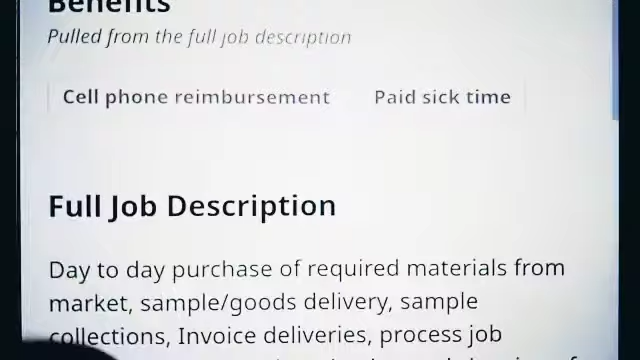 Benefits
Pulled from the full job description
Cell phone reimbursement Paid sick time
Full Job Description
Day to day purchase of required materials from
market, sample/goods delivery, sample
collections, Invoice deliveries, process job